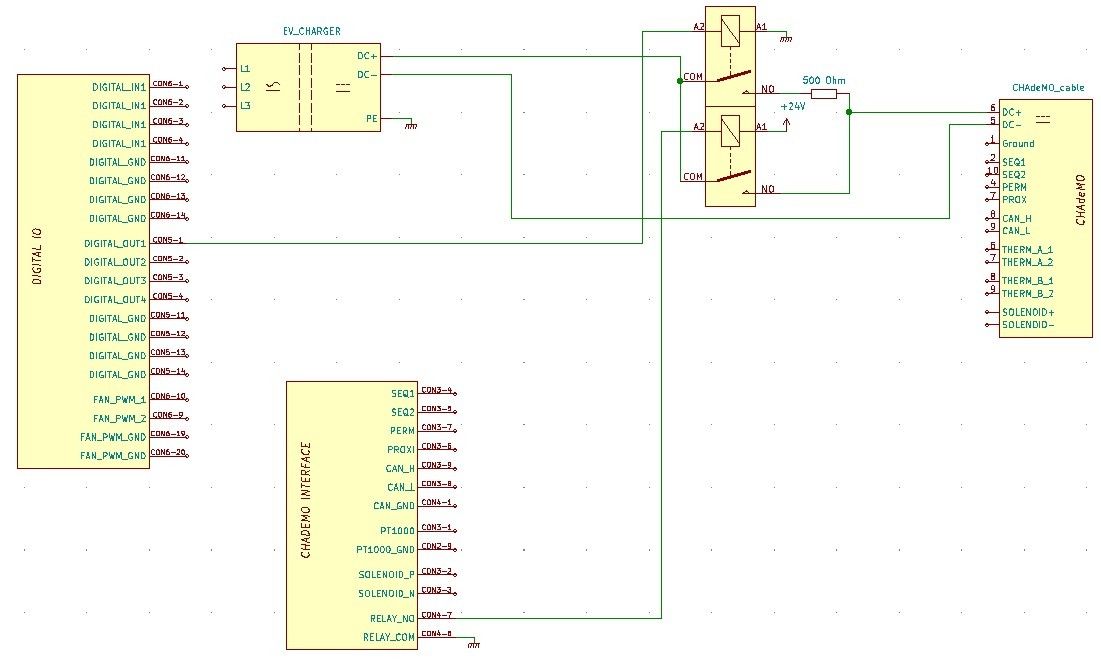 EV_CHARGER
L1
L2
L3
DC+
DC-
PE
DIGITAL IO
DIGITAL_IN1 CON6-1
DIGITAL_IN1 CON6-2
DIGITAL_IN1 CON6-3
DIGITAL_IN1 CON6-4
DIGITAL_GND CON6-11
DIGITAL_GND CON6-12
DIGITAL_GND CON6-13
DIGITAL_GND CON6-14
DIGITAL_OUT1 CON5-1
DIGITAL_OUT2 CON5-2
DIGITAL_OUT3 CON5-3
DIGITAL_OUT4 CON5-4
DIGITAL_GND CON5-11
DIGITAL_GND CON5-12
DIGITAL_GND CON5-13
DIGITAL_GND CON5-14
FAN_PWM_1 CON6-10
FAN_PWM_2 CON6-9
FAN_PWM_GND CON6-19
FAN_PWM_GND CON6-20
A2 A1
COM
NO
500 Ohm
+24V
A2 A1
COM
NO
CHAdeMO_cable
6 DC+
5 DC-
1 Ground
2 SEQ1
10 SEQ2
4 PERM
7 PROX
8 CAN_H
9 CAN_L
6 THERM_A_1
7 THERM_A_2
8 THERM_B_1
9 THERM_B_2
SOLENOID+
SOLENOID-
CHAdeMO
CHADEMO INTERFACE
SEQ1 CON3-4
SEQ2 CON3-5
PERM CON3-7
PROXI CON3-6
CAN_H CON3-9
CAN_L CON3-8
CAN_GND CON4-1
PT1000 CON3-1
PT1000_GND CON2-9
SOLENOID_P CON3-2
SOLENOID_N CON3-3
RELAY_NO CON4-7
RELAY_COM CON4-8